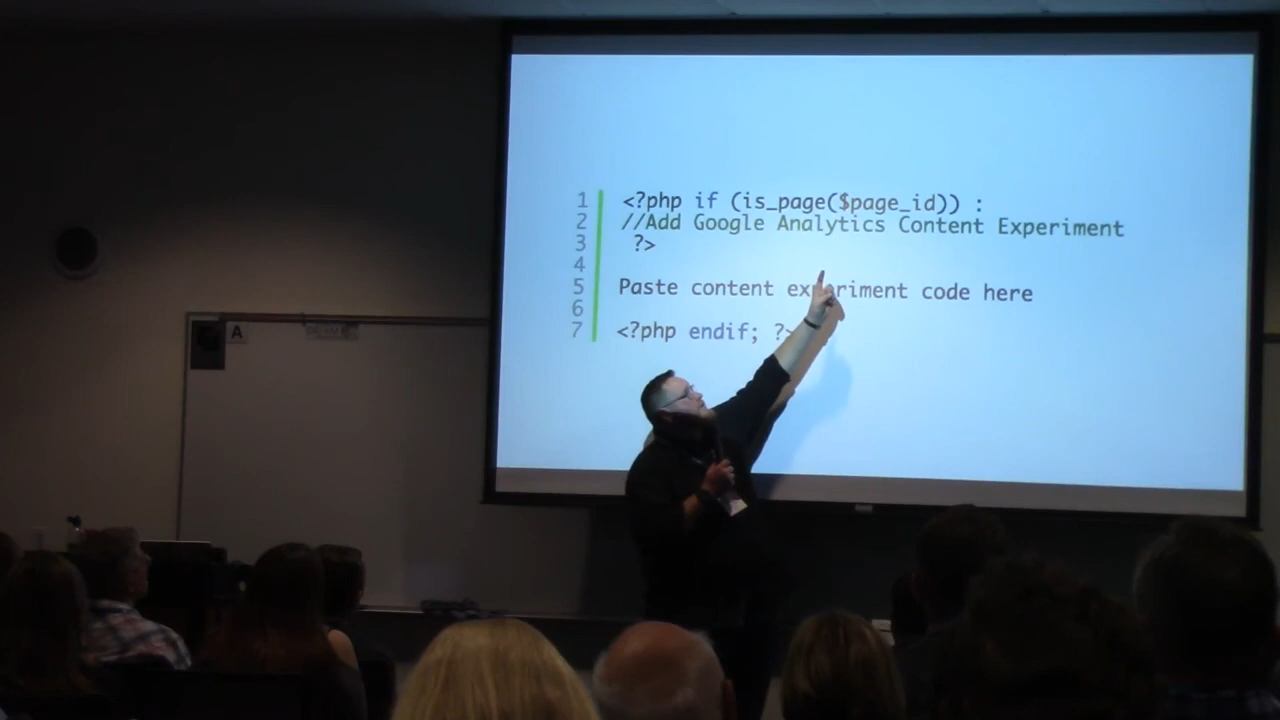 1 <?php if (is_page($page_id)) :
2 //Add Google Analytics Content Experiment
3 ?>
4
5 Paste content experiment code here
6
7 <?php endif; ?>
A